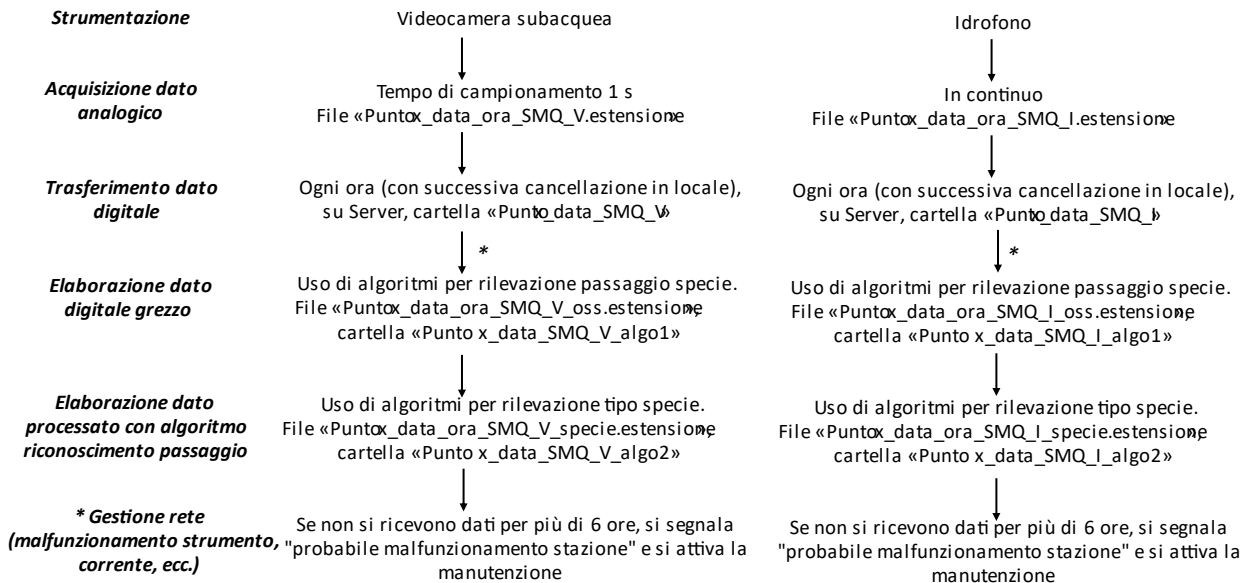 Strumentazione
Videocamera subacquea
Idrofono
Acquisizione dato
analogico
Tempo di campionamento 1 s
File «Puntox_data_ora_SMQ_V.estensione»
In continuo
File «Puntox_data_ora_SMQ_I.estensione»
Trasferimento dato
digitale
Ogni ora (con successiva cancellazione in locale),
su Server, cartella «Puntox_data_SMQ_V»
Ogni ora (con successiva cancellazione in locale),
su Server, cartella «Puntox_data_SMQ_I»
*
*
Elaborazione dato
digitale grezzo
Uso di algoritmi per rilevazione passaggio specie.
File «Puntox_data_ora_SMQ_V_oss.estensione»,
cartella «Punto x_data_SMQ_V_algo1»
Uso di algoritmi per rilevazione passaggio specie.
File «Puntox_data_ora_SMQ_I_oss.estensione»,
cartella «Punto x_data_SMQ_I_algo1»
Elaborazione dato
processato con algoritmo
riconoscimento passaggio
Uso di algoritmi per rilevazione tipo specie.
File «Puntox_data_ora_SMQ_V_specie.estensione»,
cartella «Punto x_data_SMQ_V_algo2»
Uso di algoritmi per rilevazione tipo specie.
File «Puntox_data_ora_SMQ_I_specie.estensione»,
cartella «Punto x_data_SMQ_I_algo2»
* Gestione rete
(malfunzionamento strumento,
corrente, ecc.)
Se non si ricevono dati per più di 6 ore, si segnala
"probabile malfunzionamento stazione" e si attiva la
manutenzione
Se non si ricevono dati per più di 6 ore, si segnala
"probabile malfunzionamento stazione" e si attiva la
manutenzione